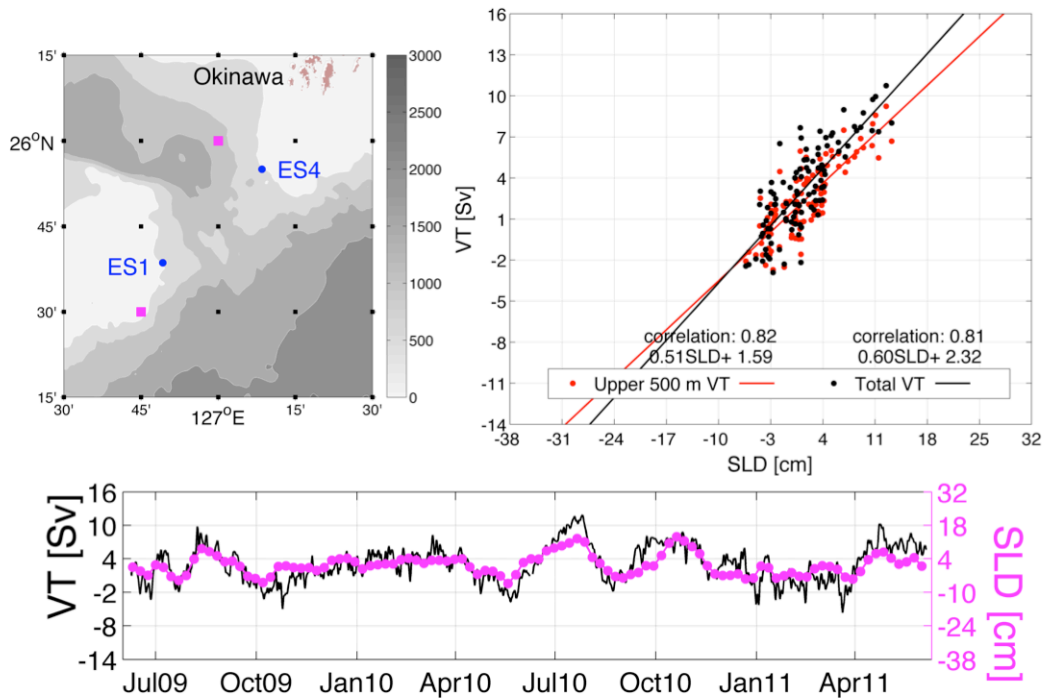 15'
26°N
45'
30'
15'
30'
45'
127°E
15'
30'
Okinawa
ES4
ES1
3000
2500
2000
1500
1000
500
0
VT [Sv]
16
13
10
7
4
1
-2
-5
-8
-11
-14
correlation: 0.82
0.51SLD+ 1.59
correlation: 0.81
0.60SLD+ 2.32
Upper 500 m VT
Total VT
-38
-31
-24
-17
-10
-3
4
11
18
25
32
SLD [cm]
VT [Sv]
16
10
4
-2
-8
-14
32
18
4
-10
-24
-38
SLD [cm]
Jul09
Oct09
Jan10
Apr10
Jul10
Oct10
Jan11
Apr11